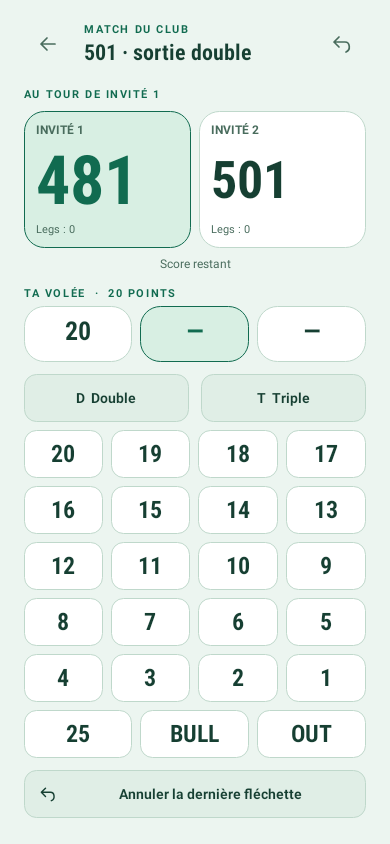 MATCH DU CLUB
501 · sortie double
AU TOUR DE INVITÉ 1
INVITÉ 1
481
Legs : 0
INVITÉ 2
501
Legs : 0
Score restant
TA VOLÉE · 20 POINTS
20 – –
D Double T Triple
20 19 18 17
16 15 14 13
12 11 10 9
8 7 6 5
4 3 2 1
25 BULL OUT
Annuler la dernière fléchette